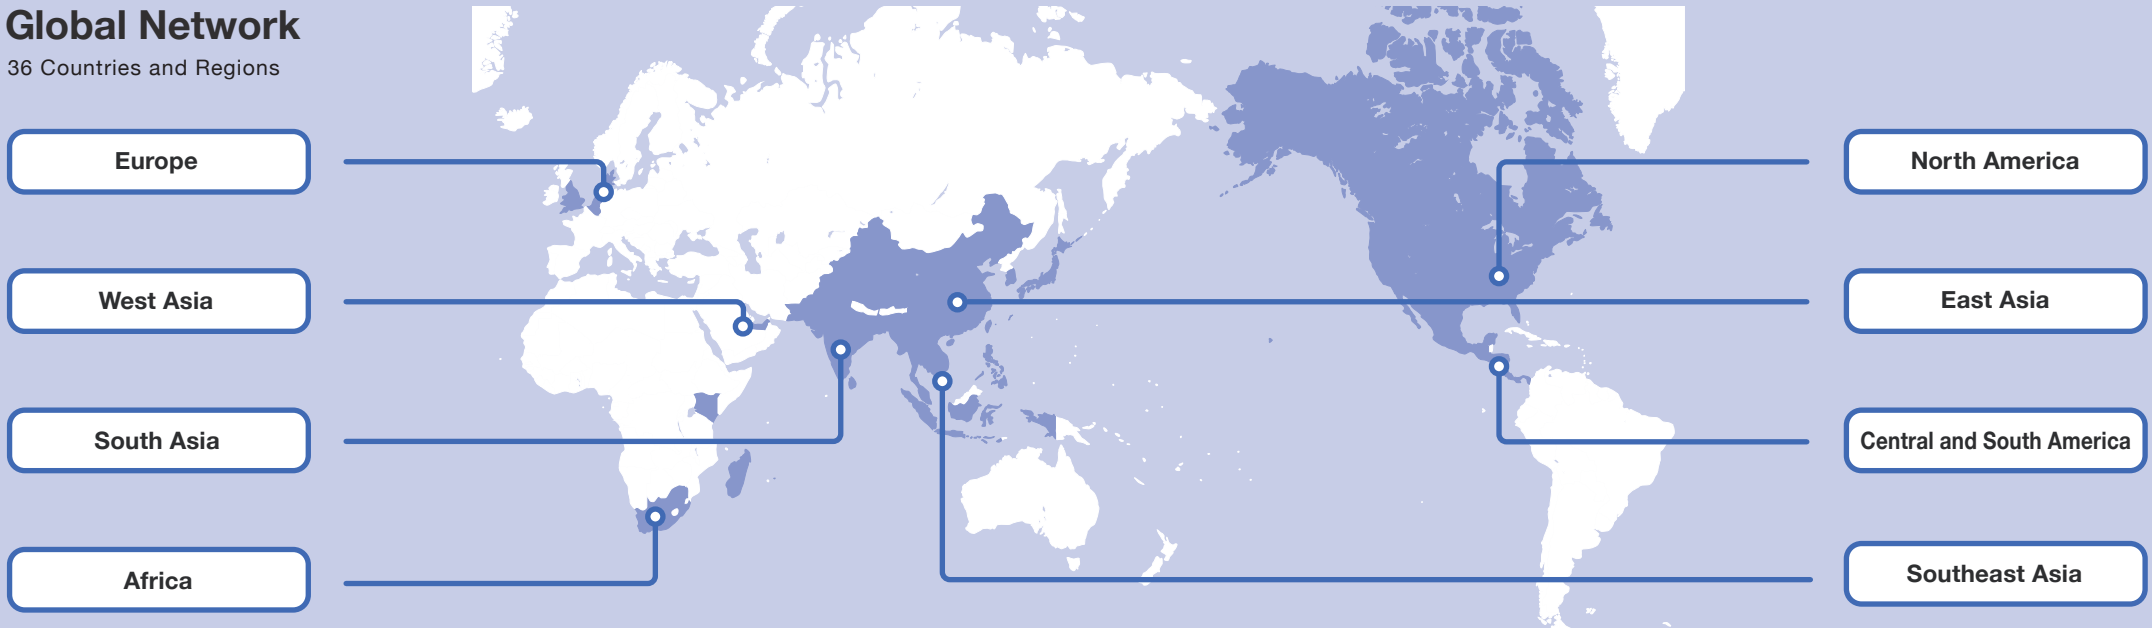 Global Network
36 Countries and Regions
Europe
West Asia
South Asia
Africa
North America
East Asia
Central and South America
Southeast Asia